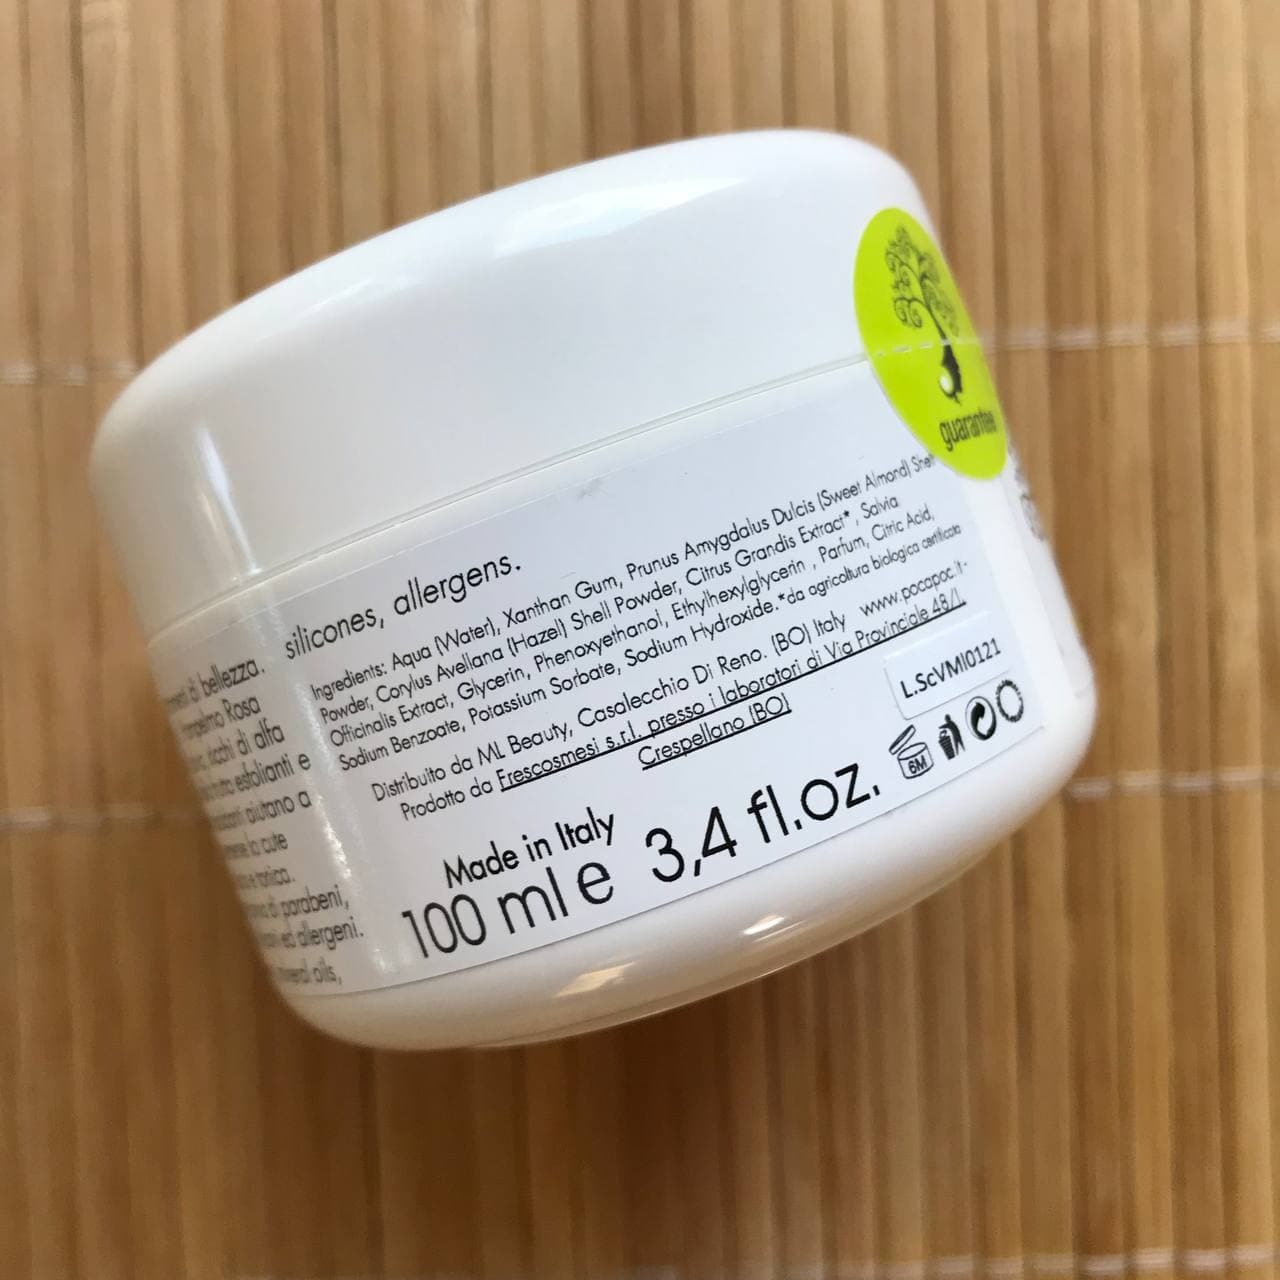 di bellezza.
Rosa
ricchi di alfa
esfolianti e
aiutano a
cute
e tonica.
di parabeni,
ed allergeni.
oils,
silicones, allergens.
Ingredients: Aqua (Water), Xanthan Gum, Prunus Amygdalus Dulcis (Sweet Almond) Shell
Powder, Corylus Avellana (Hazel) Shell Powder, Citrus Grandis Extract*, Salvia
Officinalis Extract, Glycerin, Phenoxyethanol, Ethylhexylglycerin , Parfum, Citric Acid,
Sodium Benzoate, Potassium Sorbate, Sodium Hydroxide.*da agricoltura biologica certificata
Distribuito da ML Beauty, Casalecchio Di Reno. (BO) Italy www.pocapoc.it -
Prodotto da Frescosmesi s.r.l. presso i laboratori di Via Provinciale 48/I,
Crespellano (BO)
L.ScVMI0121
6M
Made in Italy
100 ml e 3,4 fl.oz.
guarantee